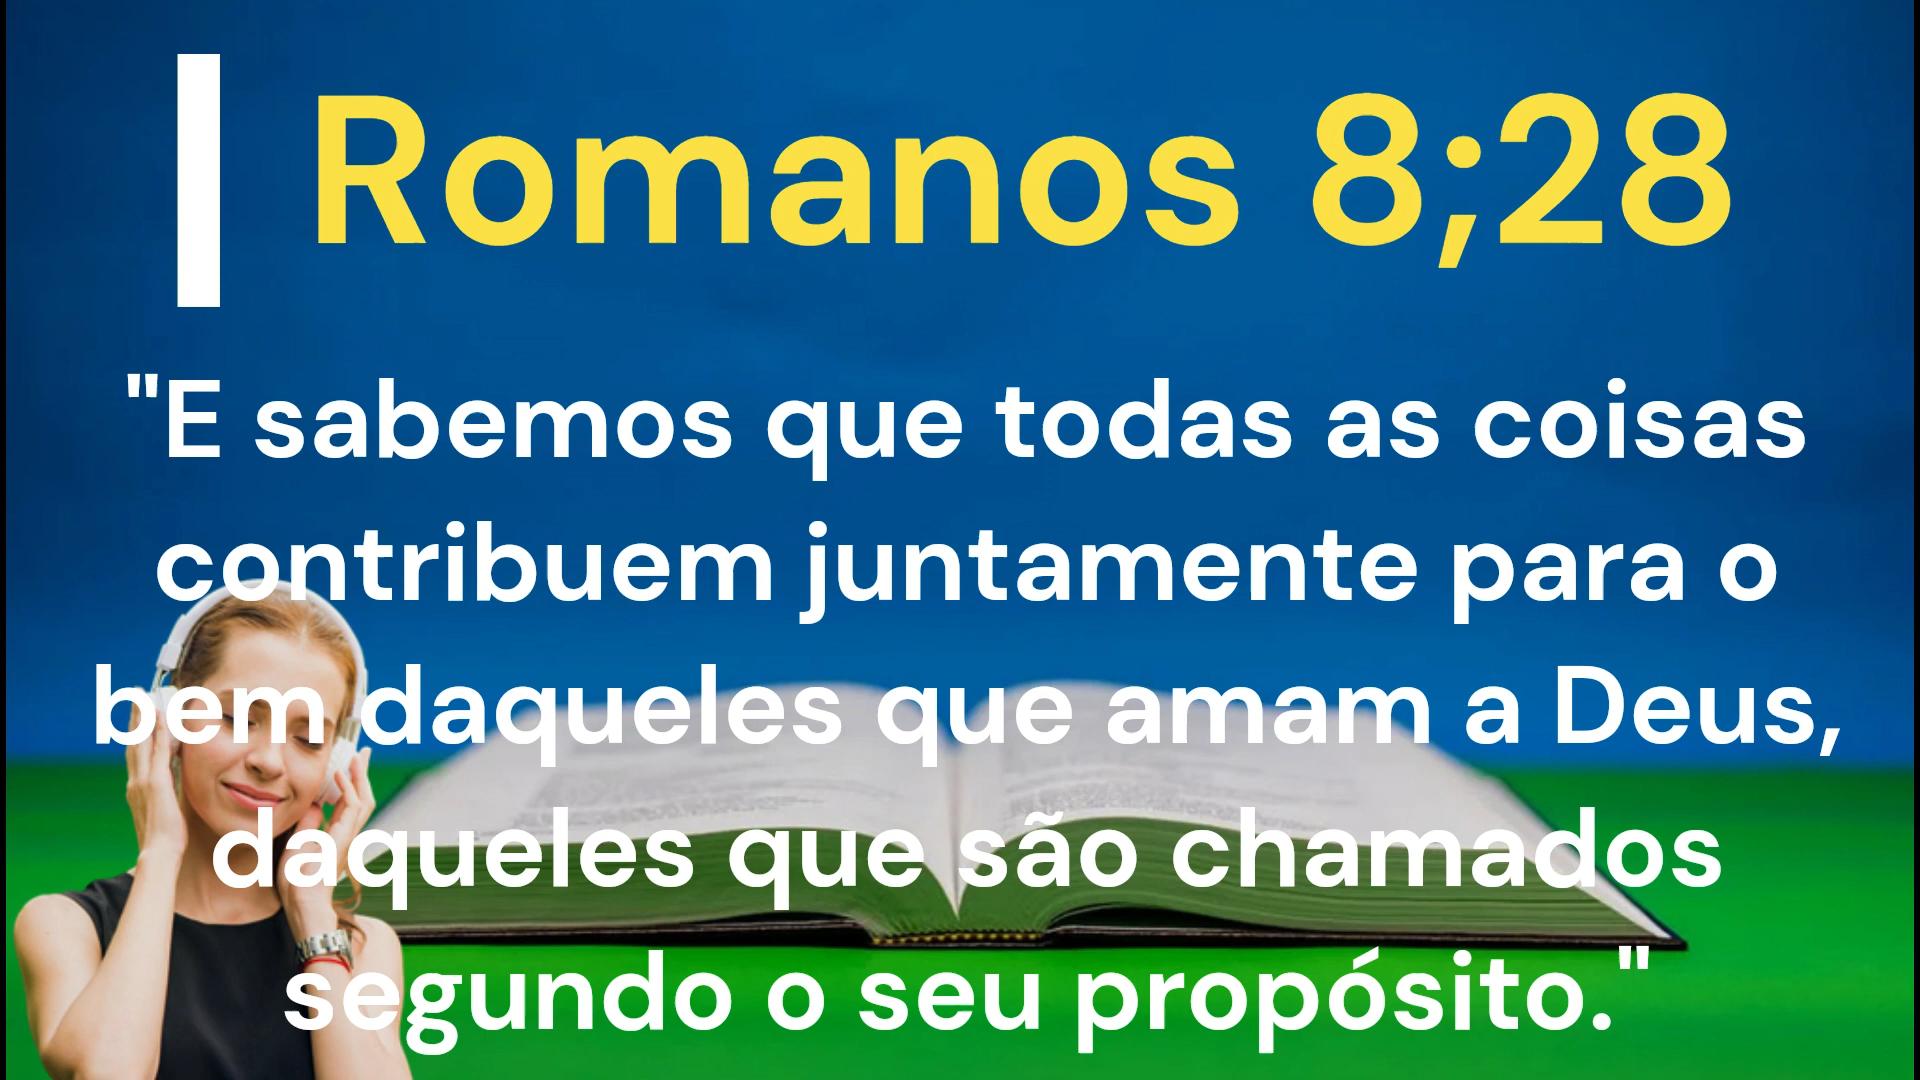 Romanos 8;28
"E sabemos que todas as coisas
contribuem juntamente para o
bem daqueles que amam a Deus,
daqueles que são chamados
segundo o seu propósito."